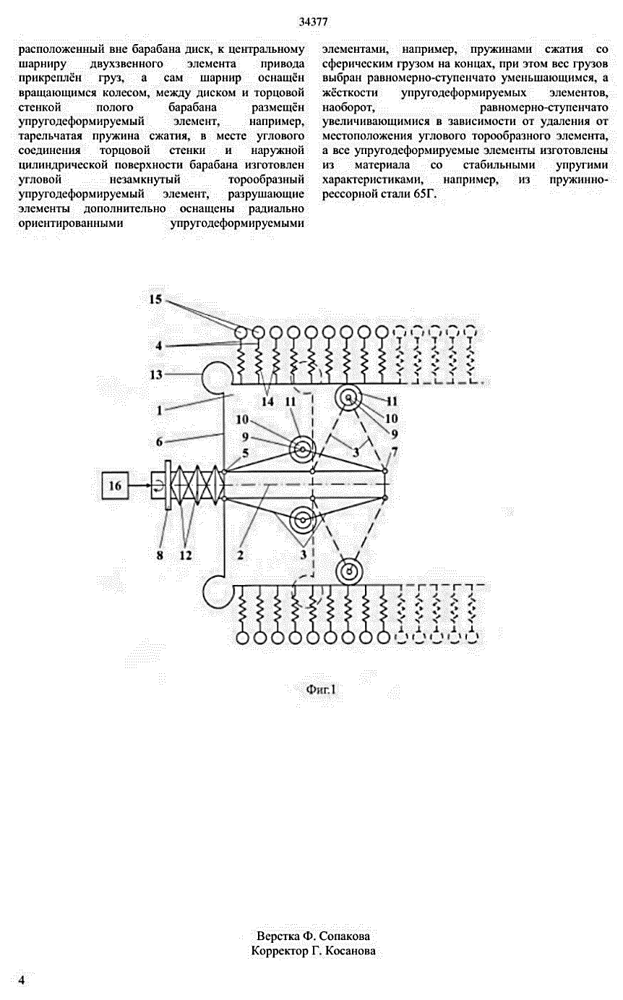 34377
расположенный вне барабана диск, к центральному
шарниру двухзвенного элемента привода
прикреплён груз, а сам шарнир оснащён
вращающимся колесом, между диском и торцовой
стенкой полого барабана размещён
упругодеформируемый элемент, например,
тарельчатая пружина сжатия, в месте углового
соединения торцовой стенки и наружной
цилиндрической поверхности барабана изготовлен
угловой незамкнутый торообразный
упругодеформируемый элемент, разрушающие
элементы дополнительно оснащены радиально
ориентированными упругодеформируемыми
элементами, например, пружинами сжатия со
сферическим грузом на концах, при этом вес грузов
выбран равномерно-ступенчато уменьшающимся, а
жёсткости упругодеформируемых элементов,
наоборот, равномерно-ступенчато
увеличивающимися в зависимости от удаления от
местоположения углового торообразного элемента,
а все упругодеформируемые элементы изготовлены
из материала со стабильными упругими
характеристиками, например, из пружинно-
рессорной стали 65Г.
15
4
13
14 11 11
1
10 10
9 9
6
5 3 7
16
8 12 2 3
Фиг.1
Верстка Ф. Сопакова
Корректор Г. Косанова
4